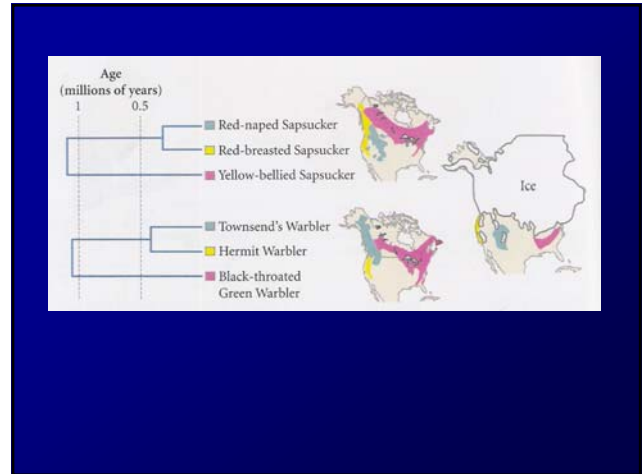 Age
(millions of years)
1 0.5
Red-naped Sapsucker
Red-breasted Sapsucker
Yellow-bellied Sapsucker
Townsend's Warbler
Hermit Warbler
Black-throated
Green Warbler
Ice